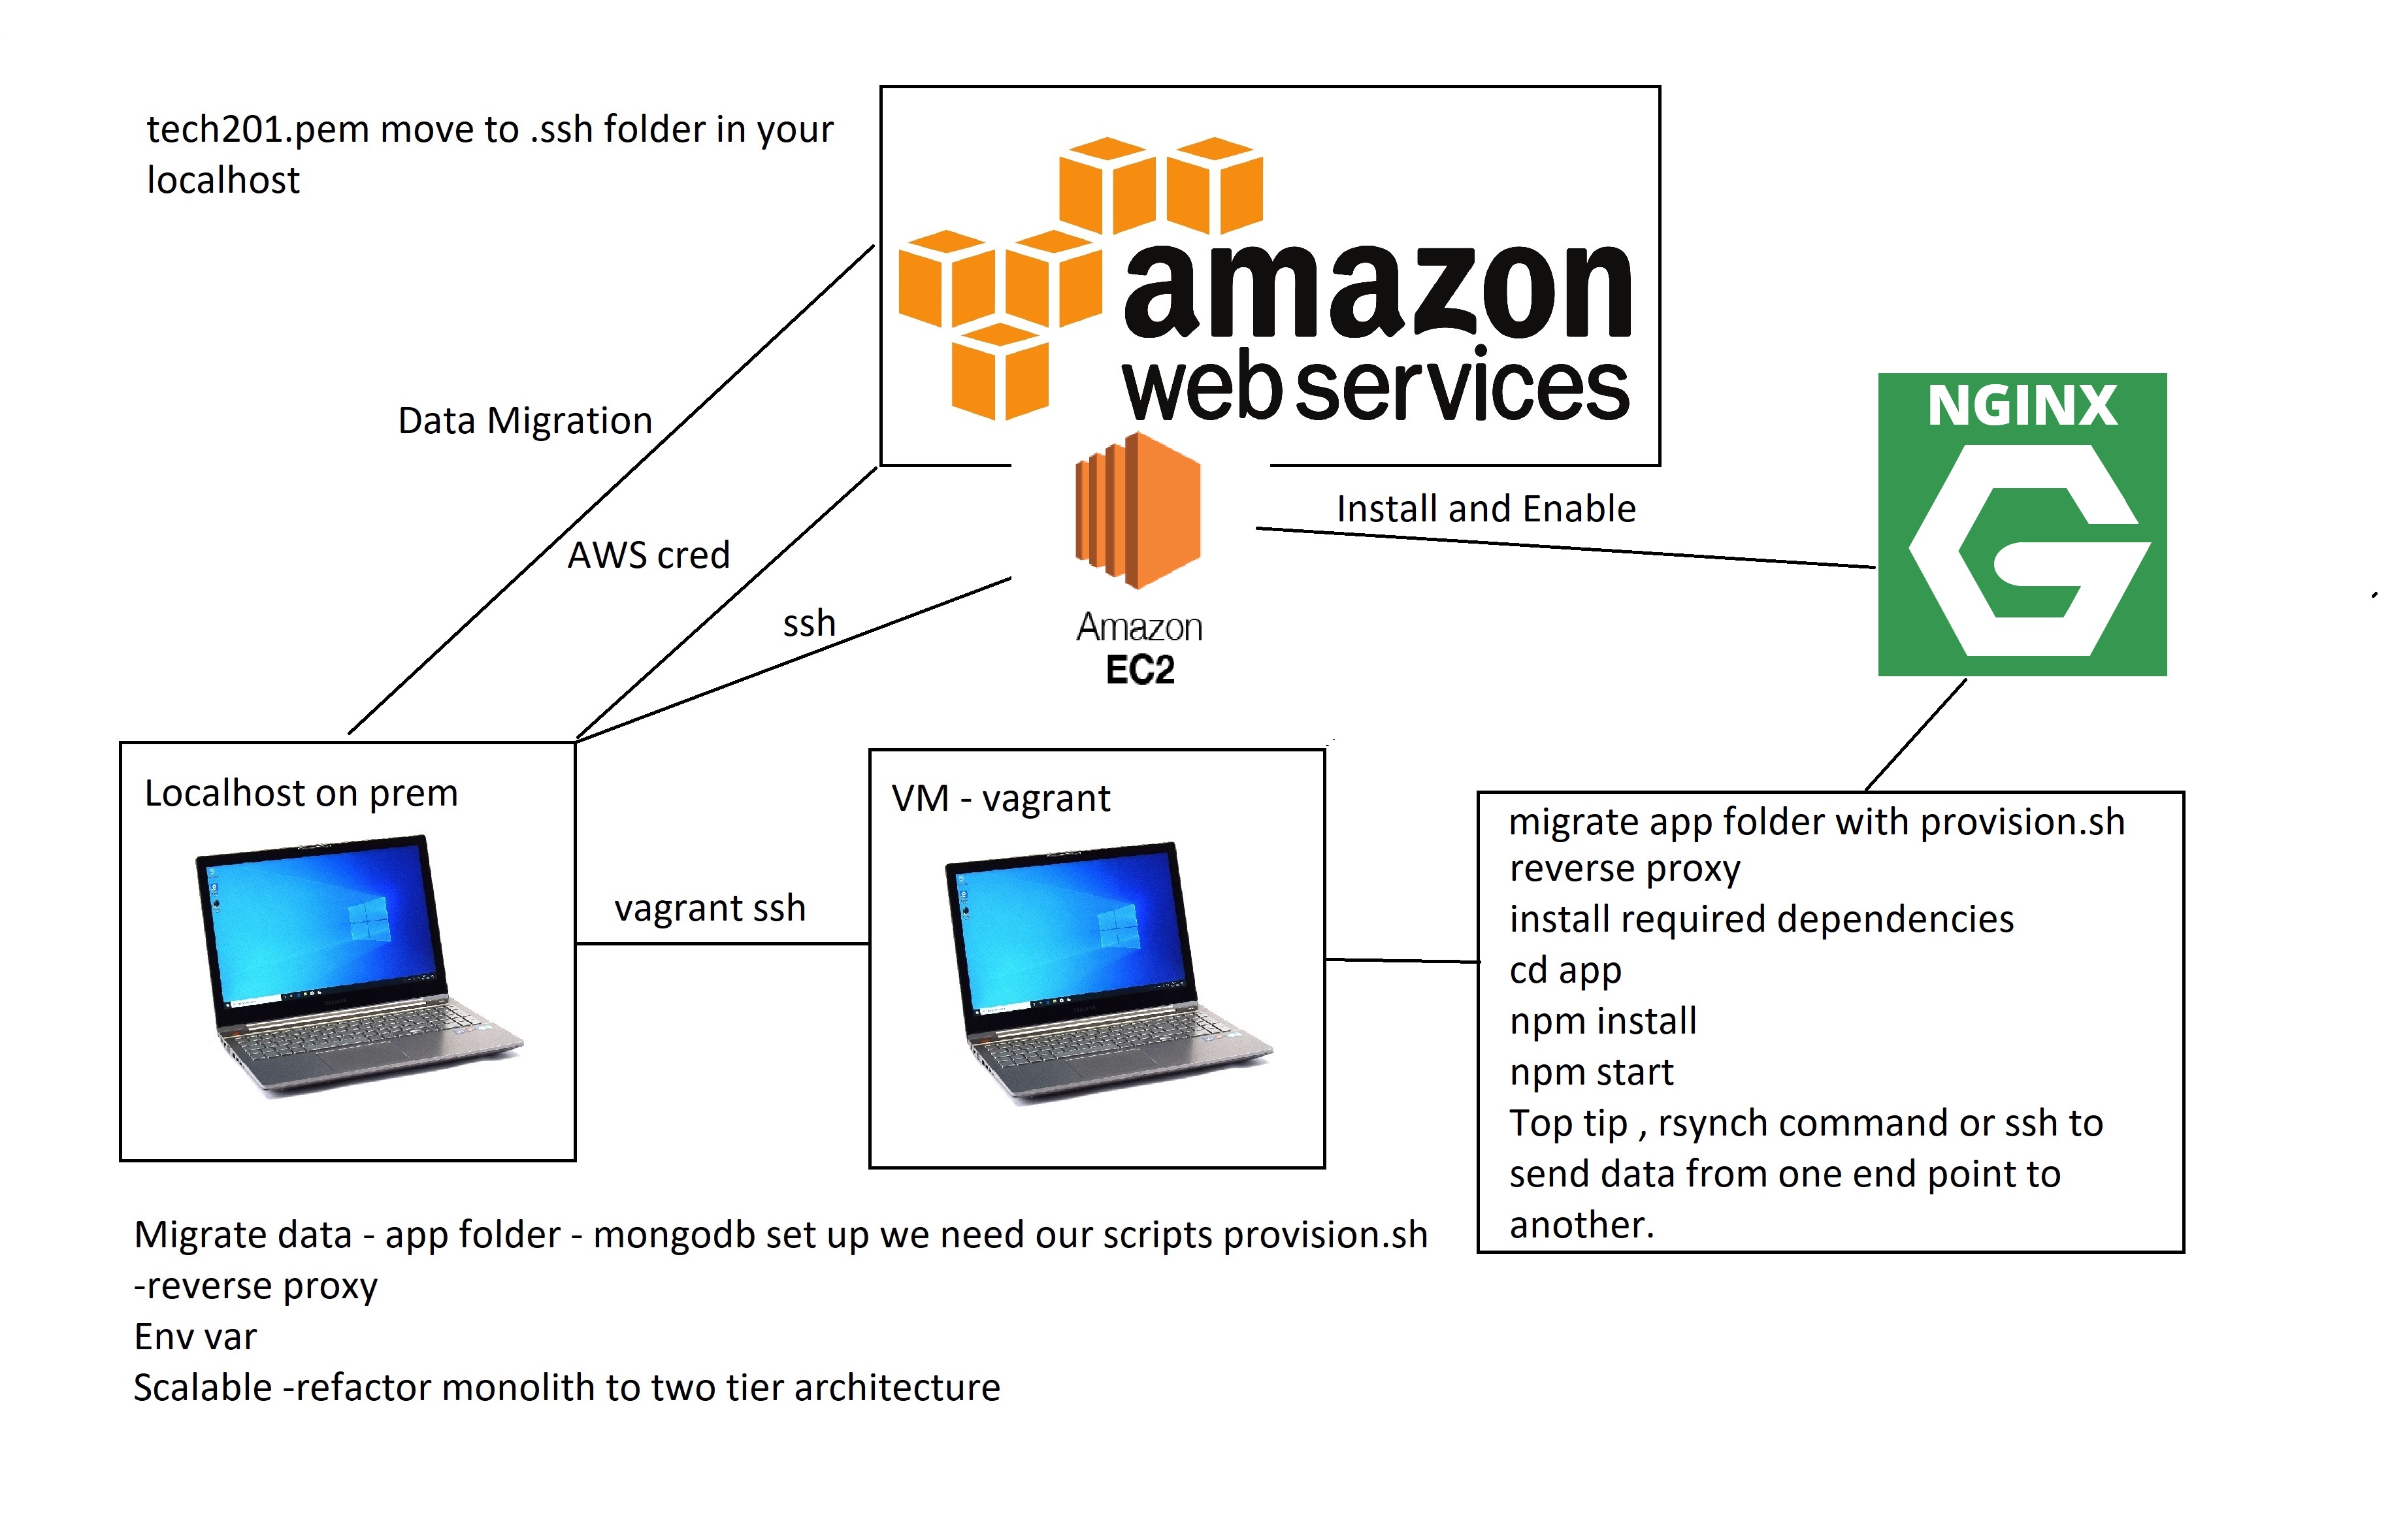 tech201.pem move to .ssh folder in your
localhost
amazon
web services
NGINX
Data Migration
Install and Enable
AWS cred
ssh
Amazon
EC2
Localhost on prem
VM - vagrant
vagrant ssh
migrate app folder with provision.sh
reverse proxy
install required dependencies
cd app
npm install
npm start
Top tip , rsynch command or ssh to
send data from one end point to
another.
Migrate data - app folder - mongodb set up we need our scripts provision.sh
-reverse proxy
Env var
Scalable -refactor monolith to two tier architecture